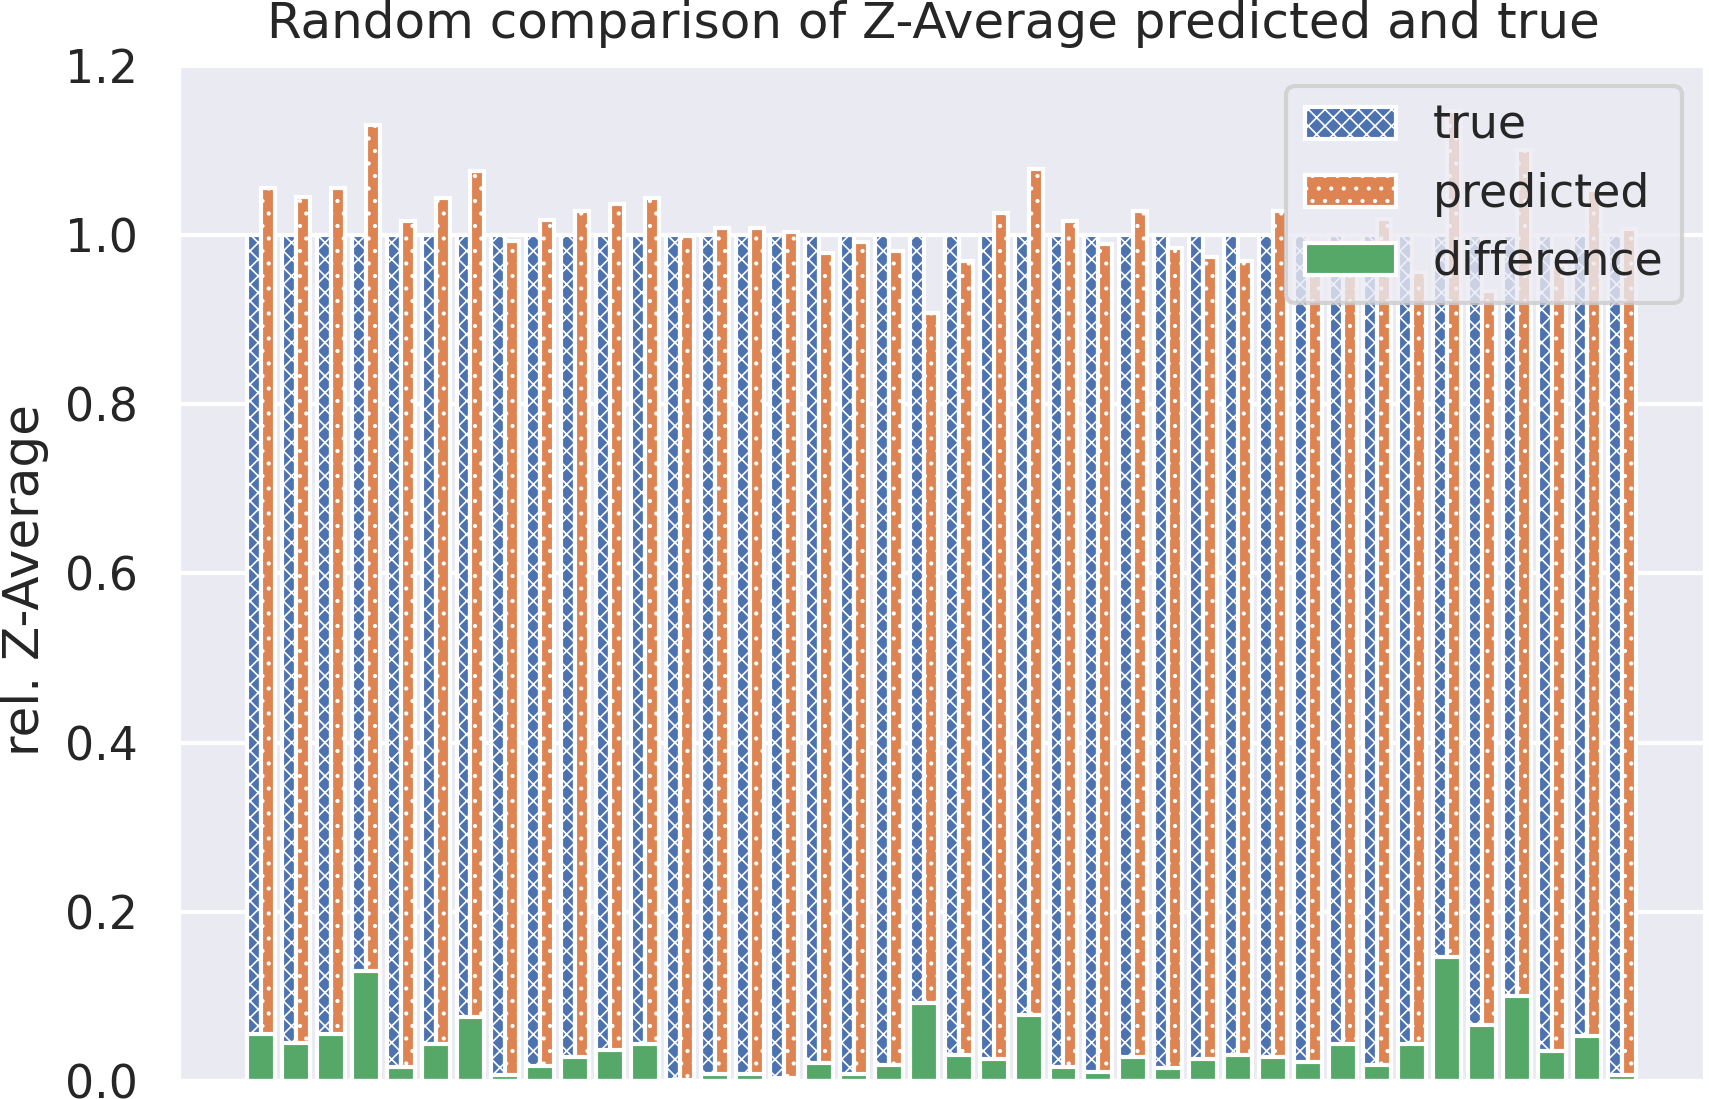 Random comparison of Z-Average predicted and true
rel. Z-Average
1.2
1.0
0.8
0.6
0.4
0.2
0.0
true
predicted
difference